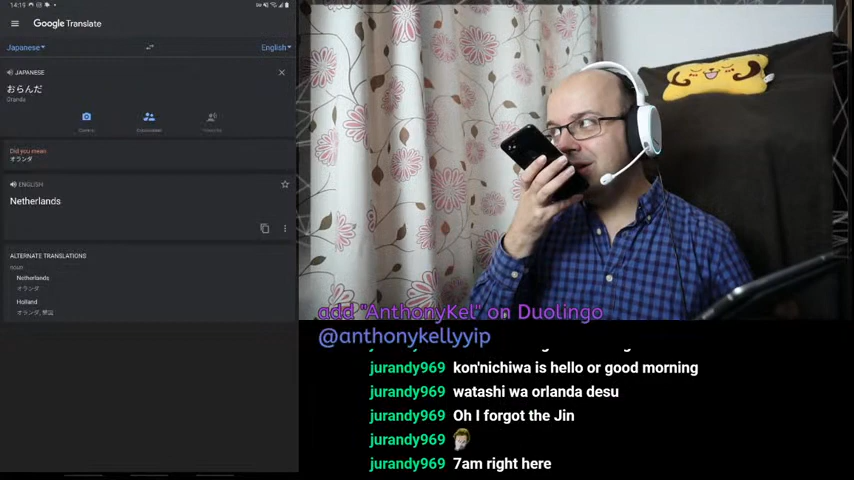 14:19
Google Translate
Japanese
English
JAPANESE
おらんだ
Oranda
Did you mean
オランダ
ENGLISH
Netherlands
ALTERNATE TRANSLATIONS
Netherlands
オランダ
Holland
オランダ,
add "AnthonyKel" on Duolingo
@anthonykellyyip
jurandy969 kon'nichiwa is hello or good morning
jurandy969 watashi wa orlanda desu
jurandy969 Oh I forgot the Jin
jurandy969
jurandy969 7am right here